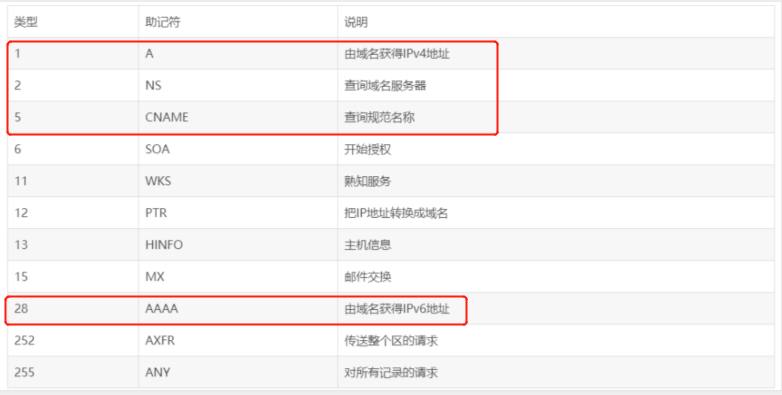 类型 助记符 说明
1 A 由域名获得IPv4地址
2 NS 查询域名服务器
5 CNAME 查询规范名称
6 SOA 开始授权
11 WKS 熟知服务
12 PTR 把IP地址转换成域名
13 HINFO 主机信息
15 MX 邮件交换
28 AAAA 由域名获得IPv6地址
252 AXFR 传送整个区的请求
255 ANY 对所有记录的请求